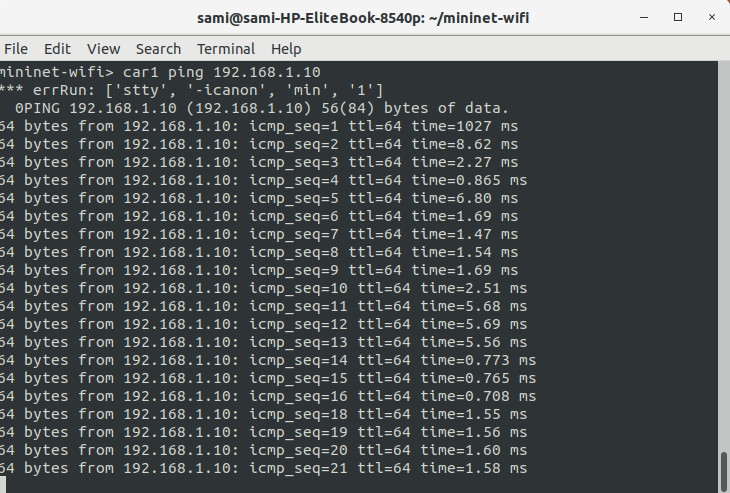 sami@sami-HP-EliteBook-8540p: ~/mininet-wifi
File Edit View Search Terminal Help
mininet-wifi> car1 ping 192.168.1.10
*** errRun: ['stty', '-icanon', 'min', '1']
  0PING 192.168.1.10 (192.168.1.10) 56(84) bytes of data.
64 bytes from 192.168.1.10: icmp_seq=1 ttl=64 time=1027 ms
64 bytes from 192.168.1.10: icmp_seq=2 ttl=64 time=8.62 ms
64 bytes from 192.168.1.10: icmp_seq=3 ttl=64 time=2.27 ms
64 bytes from 192.168.1.10: icmp_seq=4 ttl=64 time=0.865 ms
64 bytes from 192.168.1.10: icmp_seq=5 ttl=64 time=6.80 ms
64 bytes from 192.168.1.10: icmp_seq=6 ttl=64 time=1.69 ms
64 bytes from 192.168.1.10: icmp_seq=7 ttl=64 time=1.47 ms
64 bytes from 192.168.1.10: icmp_seq=8 ttl=64 time=1.54 ms
64 bytes from 192.168.1.10: icmp_seq=9 ttl=64 time=1.69 ms
64 bytes from 192.168.1.10: icmp_seq=10 ttl=64 time=2.51 ms
64 bytes from 192.168.1.10: icmp_seq=11 ttl=64 time=5.68 ms
64 bytes from 192.168.1.10: icmp_seq=12 ttl=64 time=5.69 ms
64 bytes from 192.168.1.10: icmp_seq=13 ttl=64 time=5.56 ms
64 bytes from 192.168.1.10: icmp_seq=14 ttl=64 time=0.773 ms
64 bytes from 192.168.1.10: icmp_seq=15 ttl=64 time=0.765 ms
64 bytes from 192.168.1.10: icmp_seq=16 ttl=64 time=0.708 ms
64 bytes from 192.168.1.10: icmp_seq=18 ttl=64 time=1.55 ms
64 bytes from 192.168.1.10: icmp_seq=19 ttl=64 time=1.56 ms
64 bytes from 192.168.1.10: icmp_seq=20 ttl=64 time=1.60 ms
64 bytes from 192.168.1.10: icmp_seq=21 ttl=64 time=1.58 ms